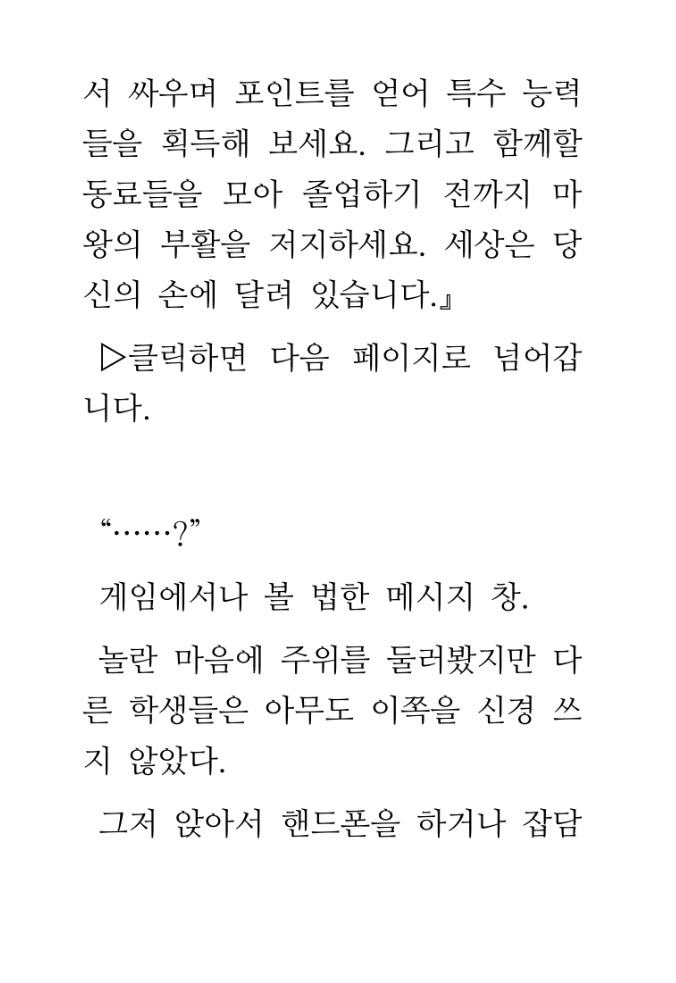 서 싸우며 포인트를 얻어 특수 능력
들을 획득해 보세요. 그리고 함께할
동료들을 모아 졸업하기 전까지 마
왕의 부활을 저지하세요. 세상은 당
신의 손에 달려 있습니다.』
▷클릭하면 다음 페이지로 넘어갑
니다.
“……?”
게임에서나 볼 법한 메시지 창.
놀란 마음에 주위를 둘러봤지만 다
른 학생들은 아무도 이쪽을 신경 쓰
지 않았다.
그저 앉아서 핸드폰을 하거나 잡담